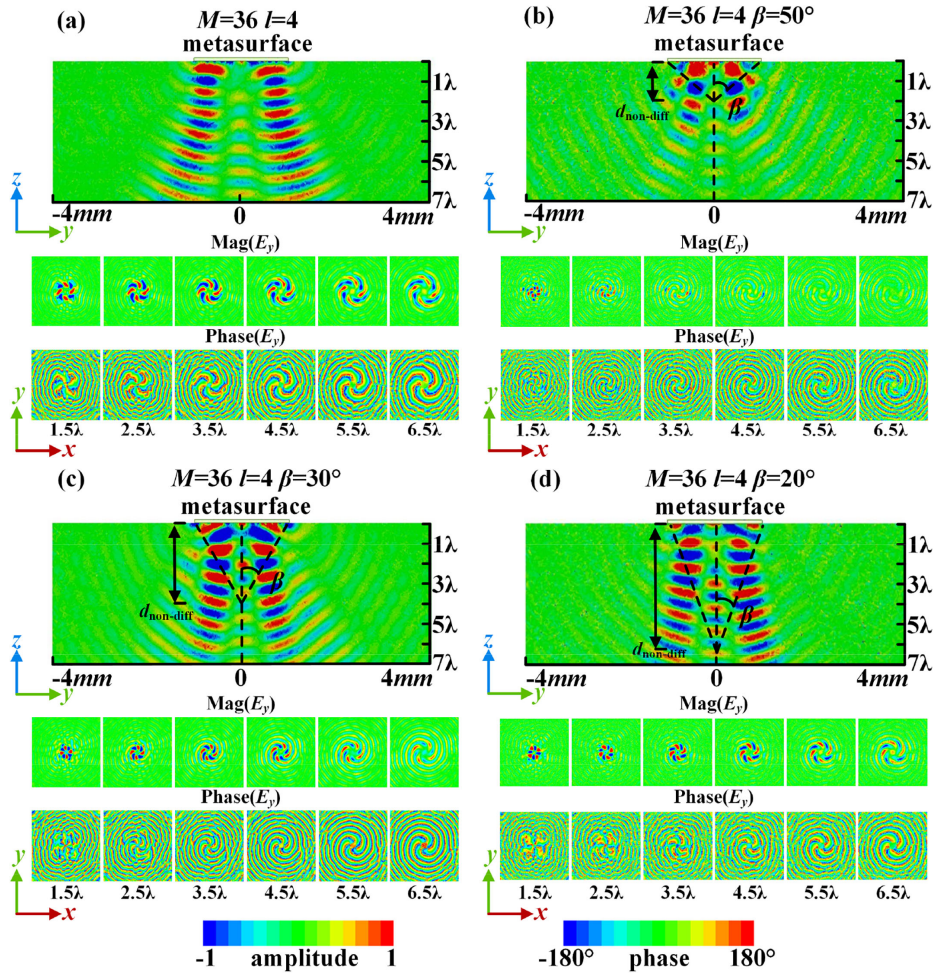 (a)
M=36 l=4
metasurface
1λ
3λ
5λ
7λ
-4mm 0 4mm
z
y
Mag(Ey)
Phase(Ey)
y
x
1.5λ 2.5λ 3.5λ 4.5λ 5.5λ 6.5λ
(b)
M=36 l=4 β=50°
metasurface
dnon-diff
β
1λ
3λ
5λ
7λ
-4mm 0 4mm
z
y
Mag(Ey)
Phase(Ey)
y
x
1.5λ 2.5λ 3.5λ 4.5λ 5.5λ 6.5λ
(c)
M=36 l=4 β=30°
metasurface
dnon-diff
β
1λ
3λ
5λ
7λ
-4mm 0 4mm
z
y
Mag(Ey)
Phase(Ey)
y
x
1.5λ 2.5λ 3.5λ 4.5λ 5.5λ 6.5λ
(d)
M=36 l=4 β=20°
metasurface
dnon-diff
β
1λ
3λ
5λ
7λ
-4mm 0 4mm
z
y
Mag(Ey)
Phase(Ey)
y
x
1.5λ 2.5λ 3.5λ 4.5λ 5.5λ 6.5λ
-1 amplitude 1
-180° phase 180°